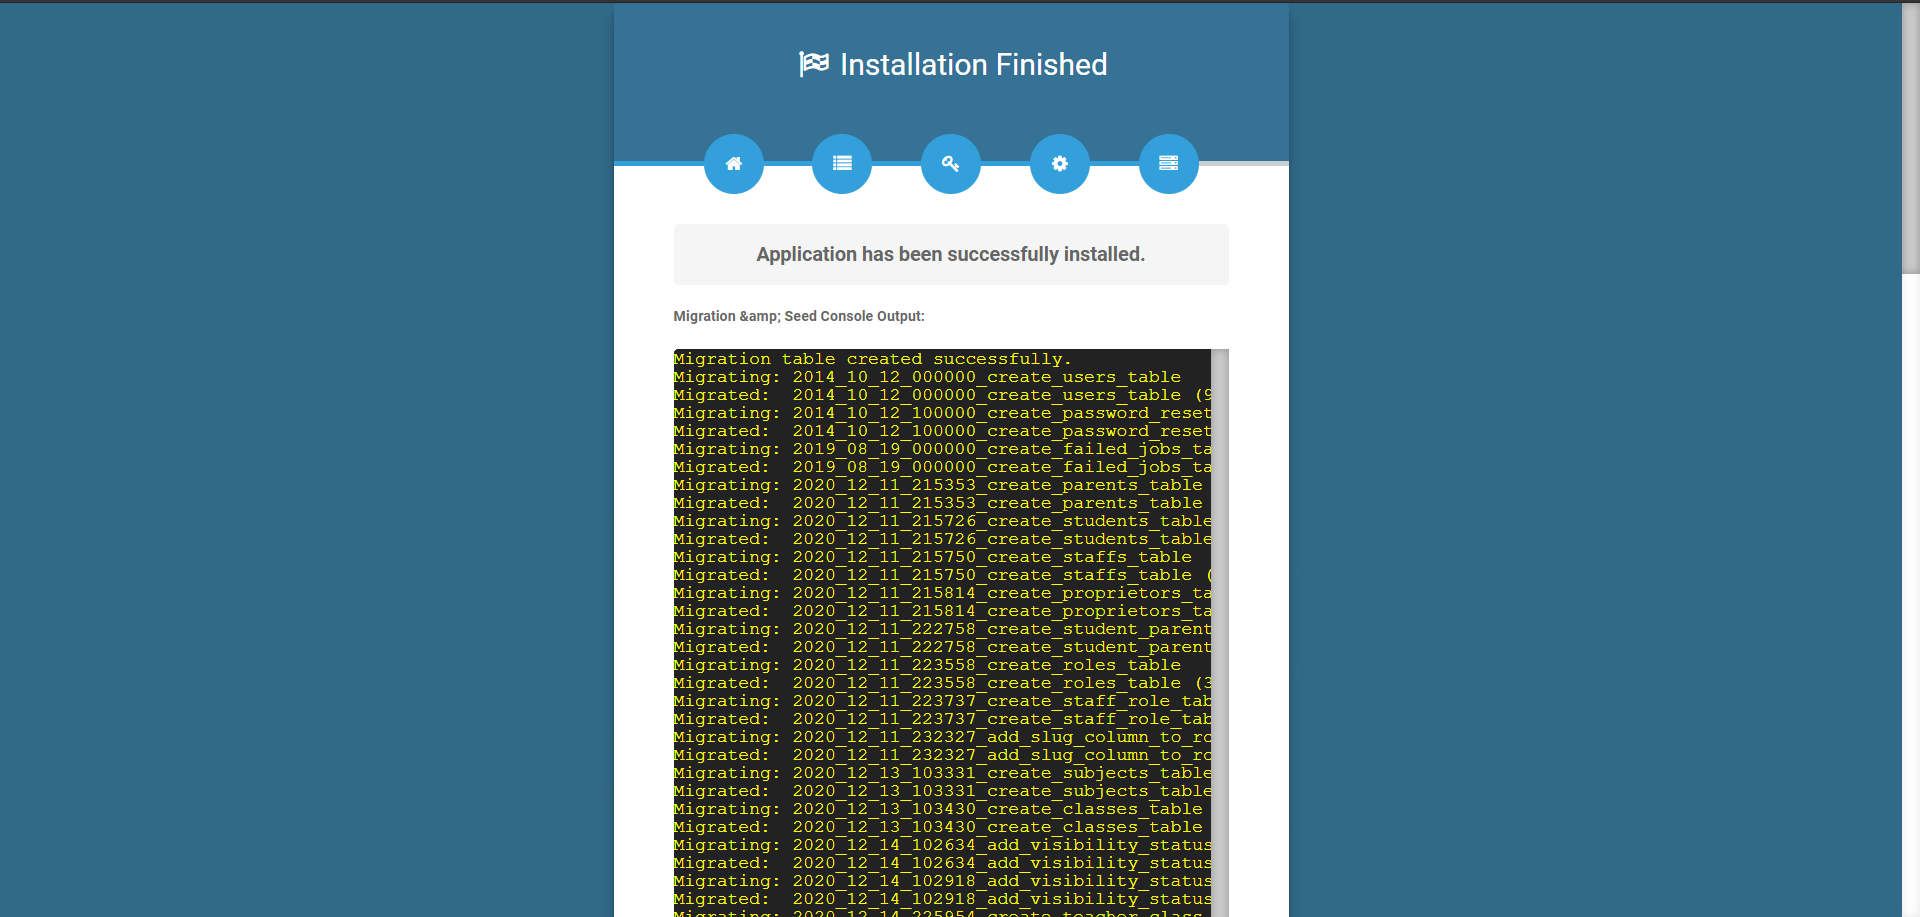 Installation Finished
Application has been successfully installed.
Migration &amp; Seed Console Output:
Migration table created successfully.
Migrating: 2014_10_12_000000_create_users_table
Migrated:  2014_10_12_000000_create_users_table (9
Migrating: 2014_10_12_100000_create_password_reset
Migrated:  2014_10_12_100000_create_password_reset
Migrating: 2019_08_19_000000_create_failed_jobs_ta
Migrated:  2019_08_19_000000_create_failed_jobs_ta
Migrating: 2020_12_11_215353_create_parents_table
Migrated:  2020_12_11_215353_create_parents_table
Migrating: 2020_12_11_215726_create_students_table
Migrated:  2020_12_11_215726_create_students_table
Migrating: 2020_12_11_215750_create_staffs_table
Migrated:  2020_12_11_215750_create_staffs_table (
Migrating: 2020_12_11_215814_create_proprietors_ta
Migrated:  2020_12_11_215814_create_proprietors_ta
Migrating: 2020_12_11_222758_create_student_parent
Migrated:  2020_12_11_222758_create_student_parent
Migrating: 2020_12_11_223558_create_roles_table
Migrated:  2020_12_11_223558_create_roles_table (3
Migrating: 2020_12_11_223737_create_staff_role_tab
Migrated:  2020_12_11_223737_create_staff_role_tab
Migrating: 2020_12_11_232327_add_slug_column_to_ro
Migrated:  2020_12_11_232327_add_slug_column_to_ro
Migrating: 2020_12_13_103331_create_subjects_table
Migrated:  2020_12_13_103331_create_subjects_table
Migrating: 2020_12_13_103430_create_classes_table
Migrated:  2020_12_13_103430_create_classes_table
Migrating: 2020_12_14_102634_add_visibility_status
Migrated:  2020_12_14_102634_add_visibility_status
Migrating: 2020_12_14_102918_add_visibility_status
Migrated:  2020_12_14_102918_add_visibility_status
Migrating: 2020_12_14_225954_create_teacher_class